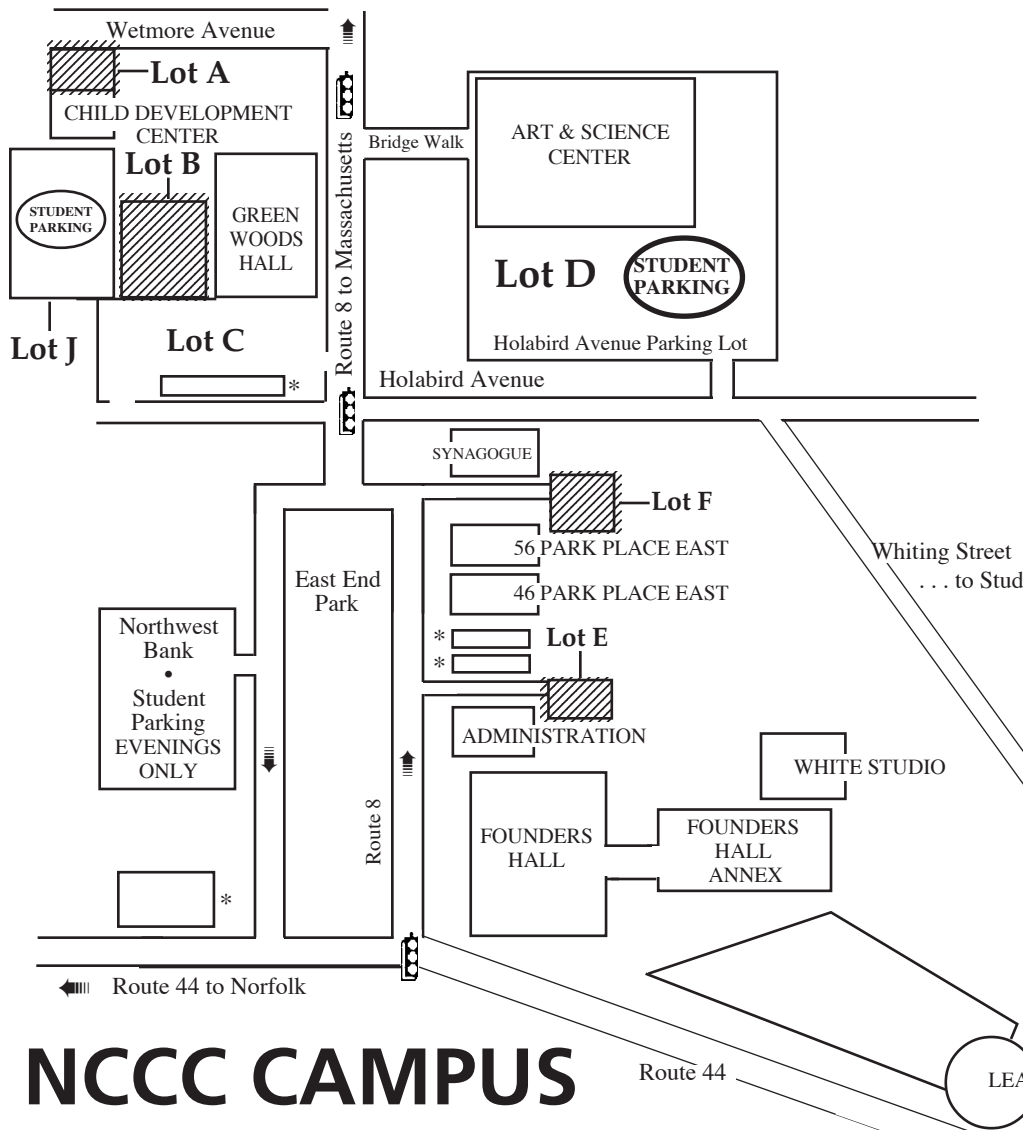 Wetmore Avenue
Lot A
CHILD DEVELOPMENT
CENTER
Lot B
STUDENT
PARKING
GREEN
WOODS
HALL
Lot J
Lot C
*
Route 8 to Massachusetts
Bridge Walk
ART & SCIENCE
CENTER
Lot D
STUDENT
PARKING
Holabird Avenue Parking Lot
Holabird Avenue
SYNAGOGUE
Lot F
56 PARK PLACE EAST
46 PARK PLACE EAST
Whiting Street
. . . to Stud
East End
Park
*
*
Lot E
Northwest
Bank
•
Student
Parking
EVENINGS
ONLY
ADMINISTRATION
WHITE STUDIO
Route 8
FOUNDERS
HALL
FOUNDERS
HALL
ANNEX
*
Route 44 to Norfolk
NCCC CAMPUS
Route 44
LEA